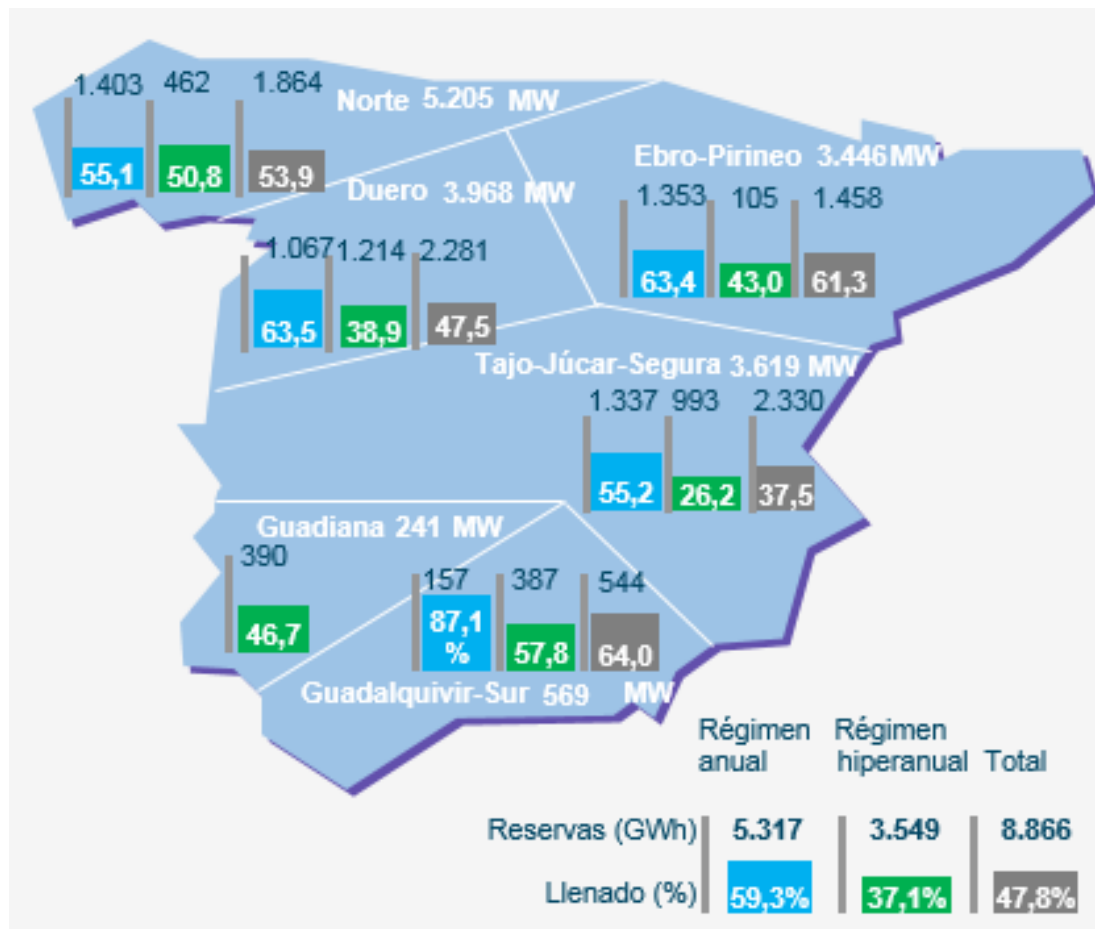 1.403 462 1.864
Norte 5.205 MW
55,1 50,8 53,9
Ebro-Pirineo 3.446 MW
Duero 3.968 MW
1.353 105 1.458
63,4 43,0 61,3
1.067 1.214 2.281
63,5 38,9 47,5
Tajo-Júcar-Segura 3.619 MW
1.337 993 2.330
55,2 26,2 37,5
Guadiana 241 MW
390
46,7
157 387 544
87,1
%
57,8 64,0
Guadalquivir-Sur 569 MW
Régimen
anual
Régimen
hiperanual
Total
Reservas (GWh) 5.317 3.549 8.866
Llenado (%) 59,3% 37,1% 47,8%